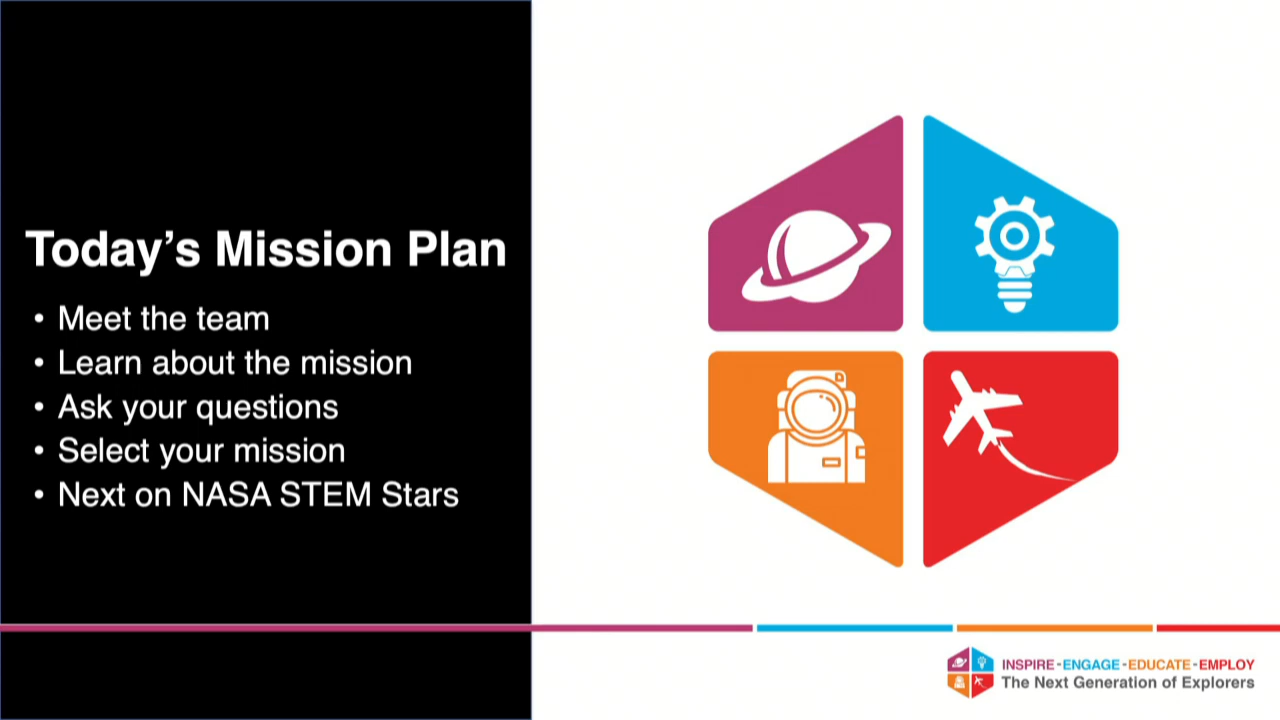 Today's Mission Plan
• Meet the team
• Learn about the mission
• Ask your questions
• Select your mission
• Next on NASA STEM Stars
INSPIRE - ENGAGE - EDUCATE - EMPLOY
The Next Generation of Explorers